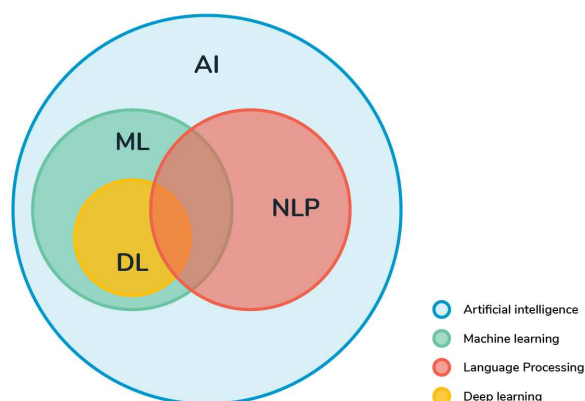 AI
ML
NLP
DL
Artificial intelligence
Machine learning
Language Processing
Deep learning